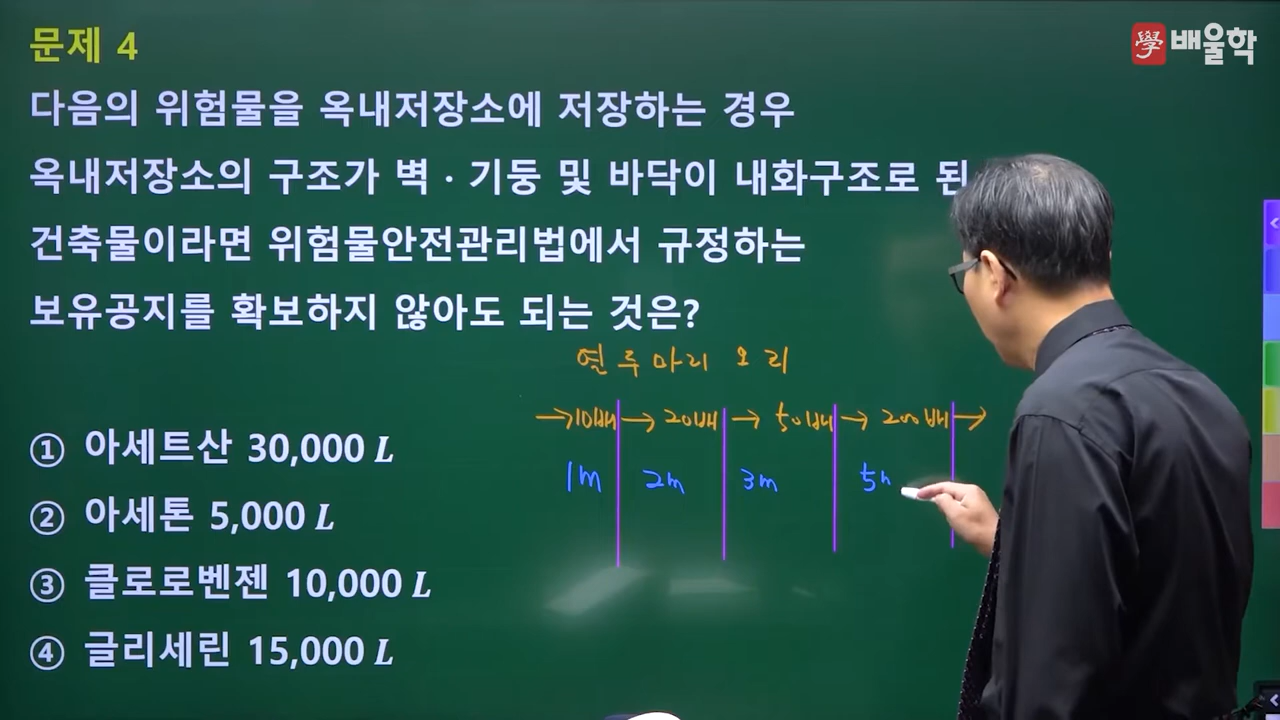 문제 4
學 배울학
다음의 위험물을 옥내저장소에 저장하는 경우
옥내저장소의 구조가 벽 · 기둥 및 바닥이 내화구조로 된
건축물이라면 위험물안전관리법에서 규정하는
보유공지를 확보하지 않아도 되는 것은?
열 두 마리 오 리
→10배 → 20배 → 50배 → 200배 →
1m 2m 3m 5m
① 아세트산 30,000 L
② 아세톤 5,000 L
③ 클로로벤젠 10,000 L
④ 글리세린 15,000 L